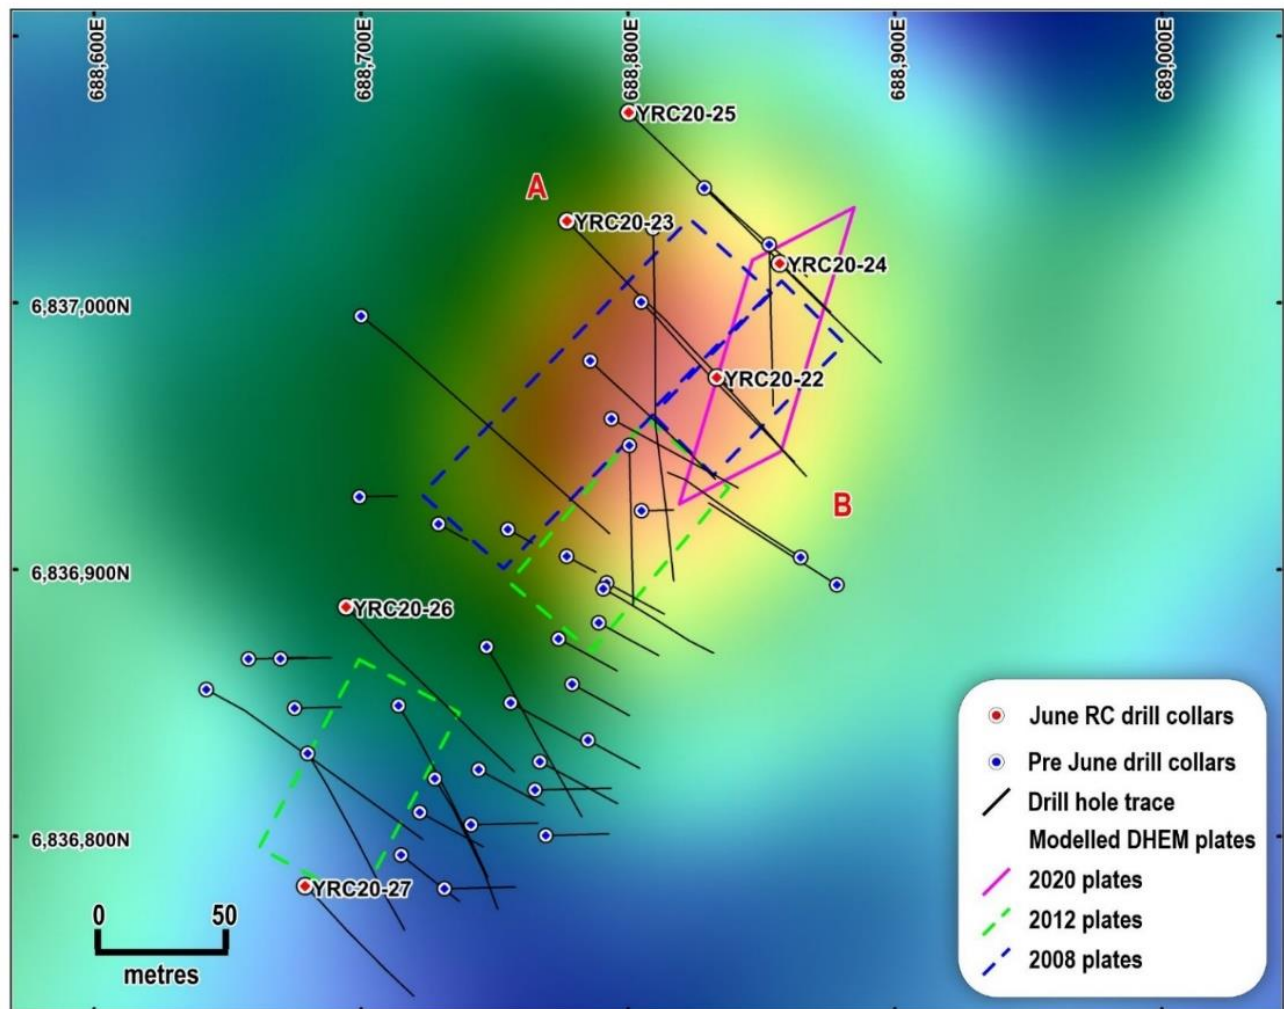 688,600E
688,700E
688,800E
688,900E
689,000E
YRC20-25
A
YRC20-23
YRC20-24
6,837,000N
YRC20-22
B
6,836,900N
YRC20-26
6,836,800N
YRC20-27
0 50
metres
June RC drill collars
Pre June drill collars
Drill hole trace
Modelled DHEM plates
2020 plates
2012 plates
2008 plates